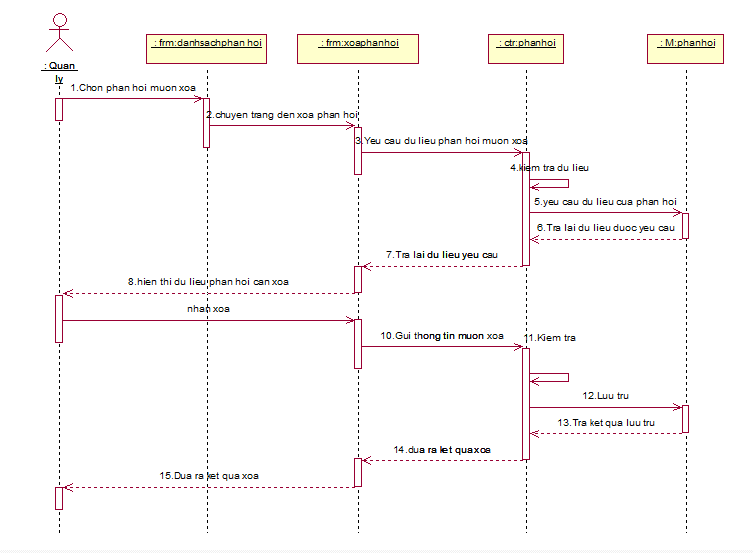 : frm:danhsachphan hoi
: frm:xoaphanhoi
: ctr:phanhoi
: M:phanhoi
: Quan
ly
1.Chon phan hoi muon xoa
2.chuyen trang den xoa phan hoi
3.Yeu cau du lieu phan hoi muon xoa
4.kiem tra du lieu
5.yeu cau du lieu cua phan hoi
6.Tra lai du lieu duoc yeu cau
7.Tra lai du lieu yeu cau
8.hien thi du lieu phan hoi can xoa
nhan xoa
10.Gui thong tin muon xoa
11.Kiem tra
12.Luu tru
13.Tra ket qua luu tru
14.dua ra ket qua xoa
15.Dua ra ket qua xoa